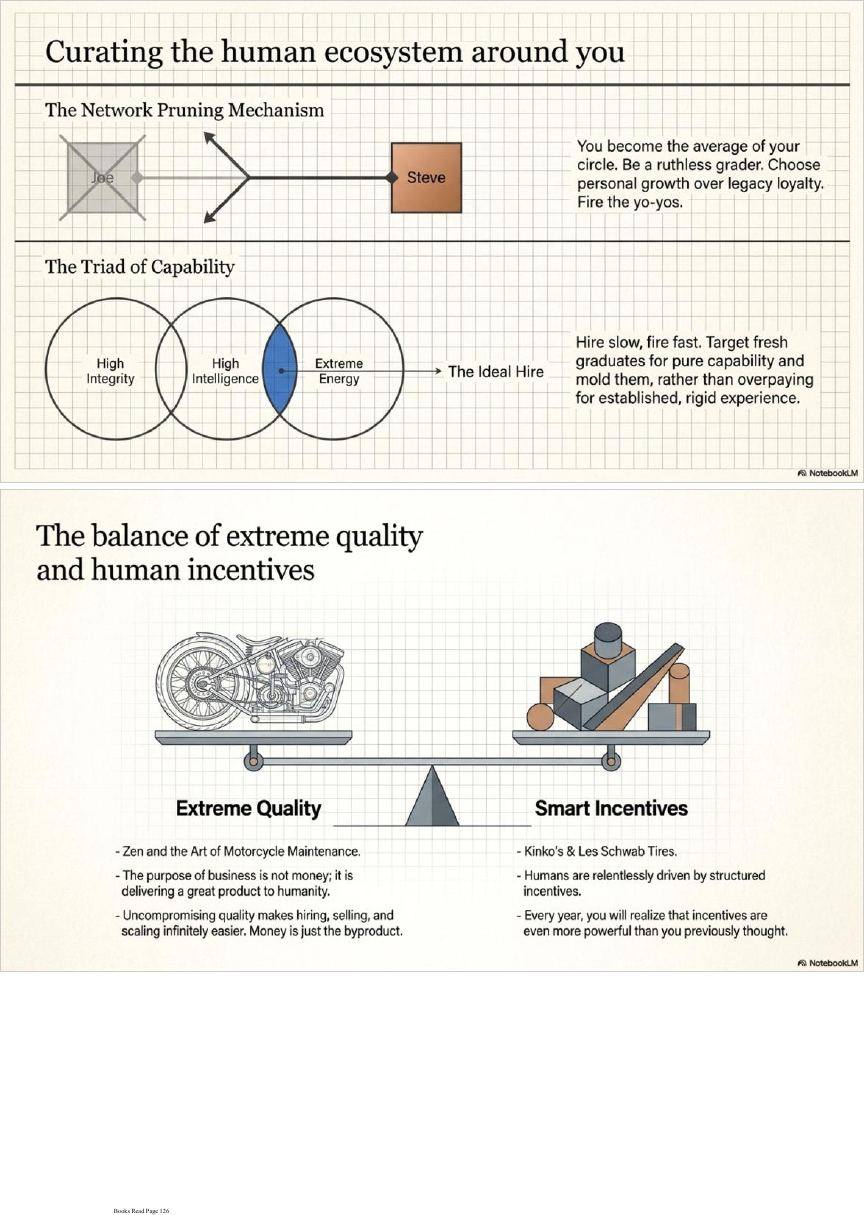 Curating the human ecosystem around you
The Network Pruning Mechanism
Joe
Steve
You become the average of your
circle. Be a ruthless grader. Choose
personal growth over legacy loyalty.
Fire the yo-yos.
The Triad of Capability
High
Integrity
High
Intelligence
Extreme
Energy
The Ideal Hire
Hire slow, fire fast. Target fresh
graduates for pure capability and
mold them, rather than overpaying
for established, rigid experience.
NotebookLM
The balance of extreme quality
and human incentives
Extreme Quality
- Zen and the Art of Motorcycle Maintenance.
- The purpose of business is not money; it is
delivering a great product to humanity.
- Uncompromising quality makes hiring, selling, and
scaling infinitely easier. Money is just the byproduct.
Smart Incentives
- Kinko's & Les Schwab Tires.
- Humans are relentlessly driven by structured
incentives.
- Every year, you will realize that incentives are
even more powerful than you previously thought.
NotebookLM
Books Read Page 126